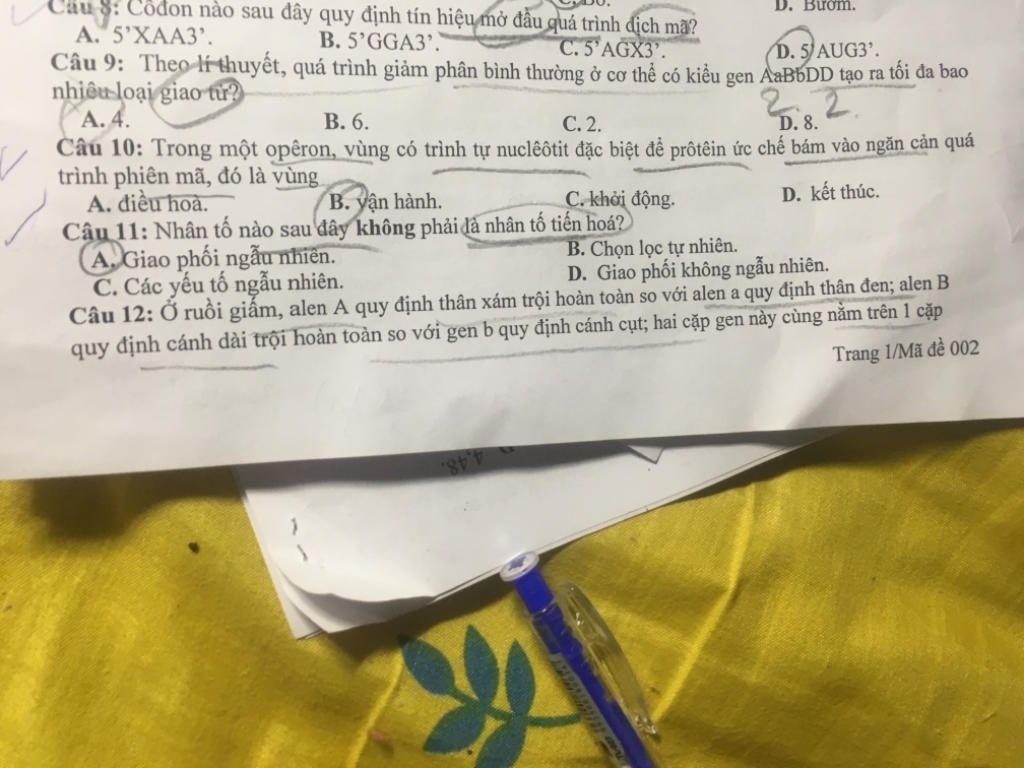 Câu 8: Côđon nào sau đây quy định tín hiệu mở đầu quá trình dịch mã?
D. Bướm.
A. 5’XAA3’. B. 5’GGA3’. C. 5’AGX3’. D. 5’AUG3’.
Câu 9: Theo lí thuyết, quá trình giảm phân bình thường ở cơ thể có kiểu gen AaBbDD tạo ra tối đa bao
nhiêu loại giao tử?
2. 2
A. 4. B. 6. C. 2. D. 8.
Câu 10: Trong một opêron, vùng có trình tự nuclêôtit đặc biệt để prôtêin ức chế bám vào ngăn cản quá
trình phiên mã, đó là vùng
A. điều hoà. B. vận hành. C. khởi động. D. kết thúc.
Câu 11: Nhân tố nào sau đây không phải là nhân tố tiến hoá?
A. Giao phối ngẫu nhiên. B. Chọn lọc tự nhiên.
C. Các yếu tố ngẫu nhiên. D. Giao phối không ngẫu nhiên.
Câu 12: Ở ruồi giấm, alen A quy định thân xám trội hoàn toàn so với alen a quy định thân đen; alen B
quy định cánh dài trội hoàn toàn so với gen b quy định cánh cụt; hai cặp gen này cùng nằm trên 1 cặp
Trang 1/Mã đề 002
D 4,48.